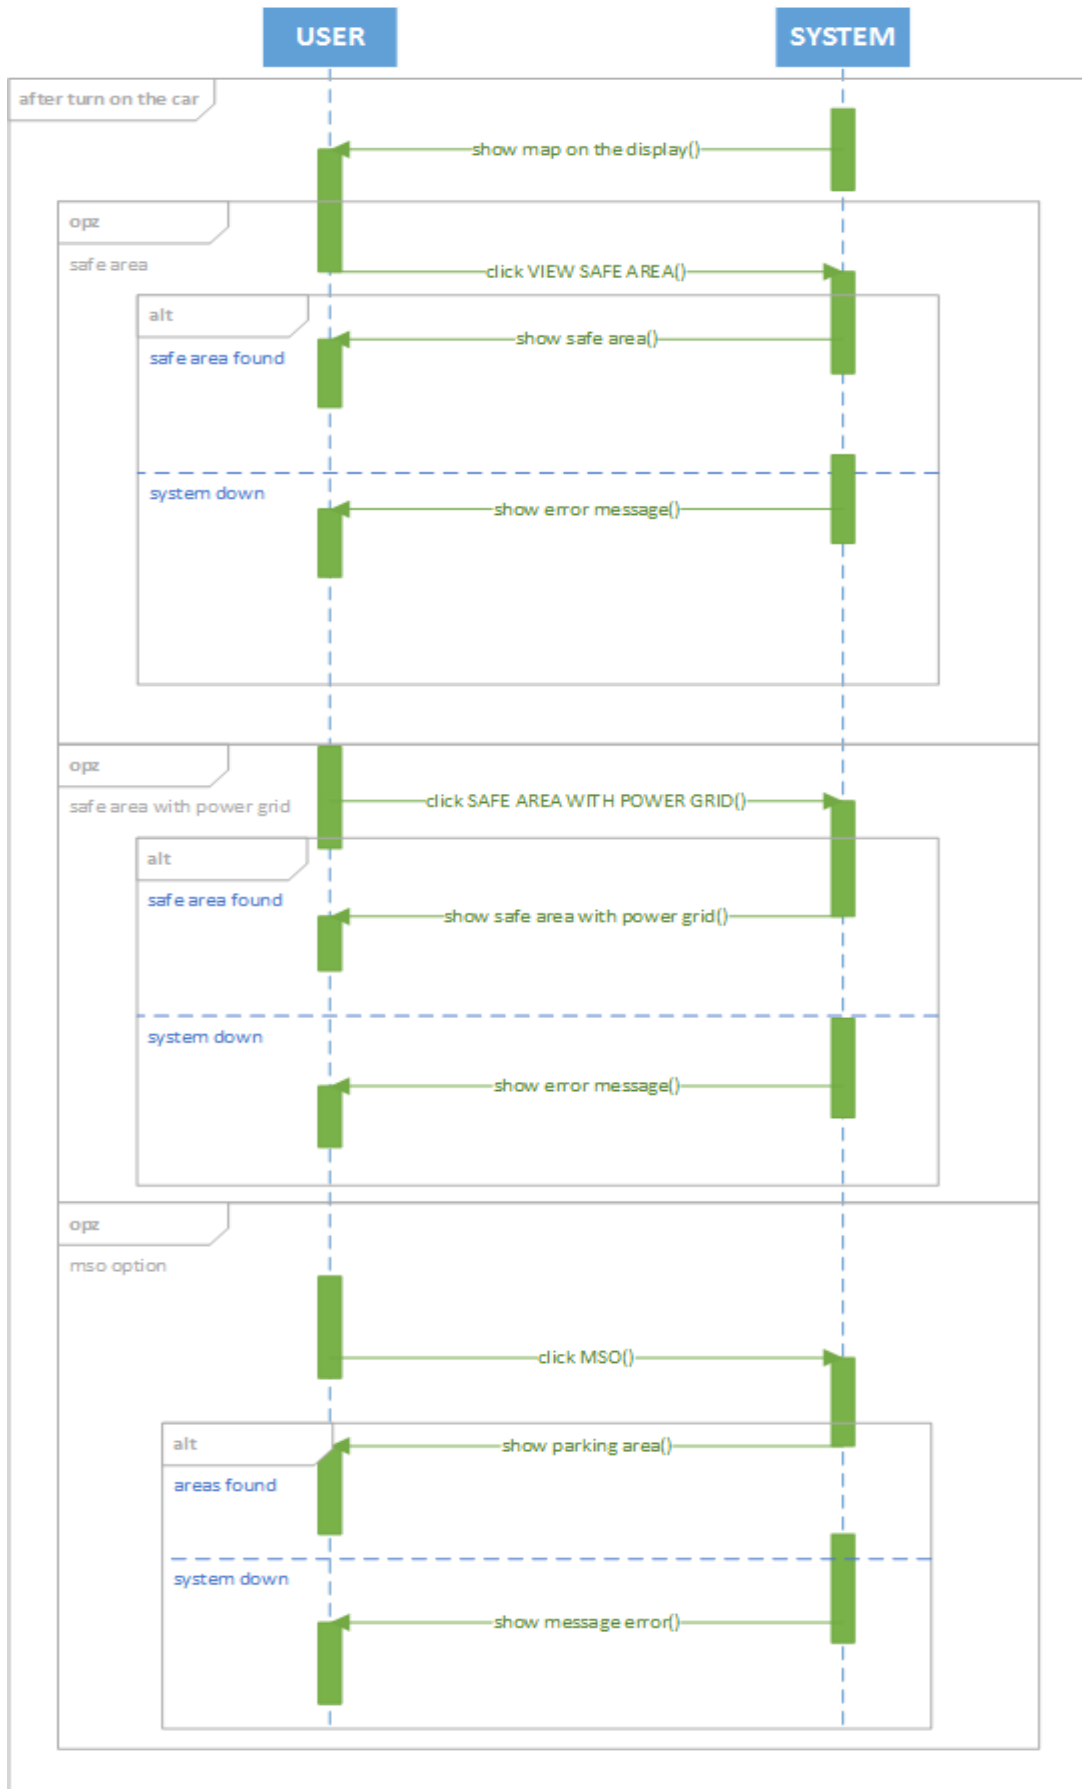 USER
SYSTEM
after turn on the car
show map on the display()
opz
safe area
click VIEW SAFE AREA()
alt
show safe area()
safe area found
system down
show error message()
opz
click SAFE AREA WITH POWER GRID()
safe area with power grid
alt
safe area found
show safe area with power grid()
system down
show error message()
opz
mso option
click MSO()
alt
show parking area()
areas found
system down
show message error()